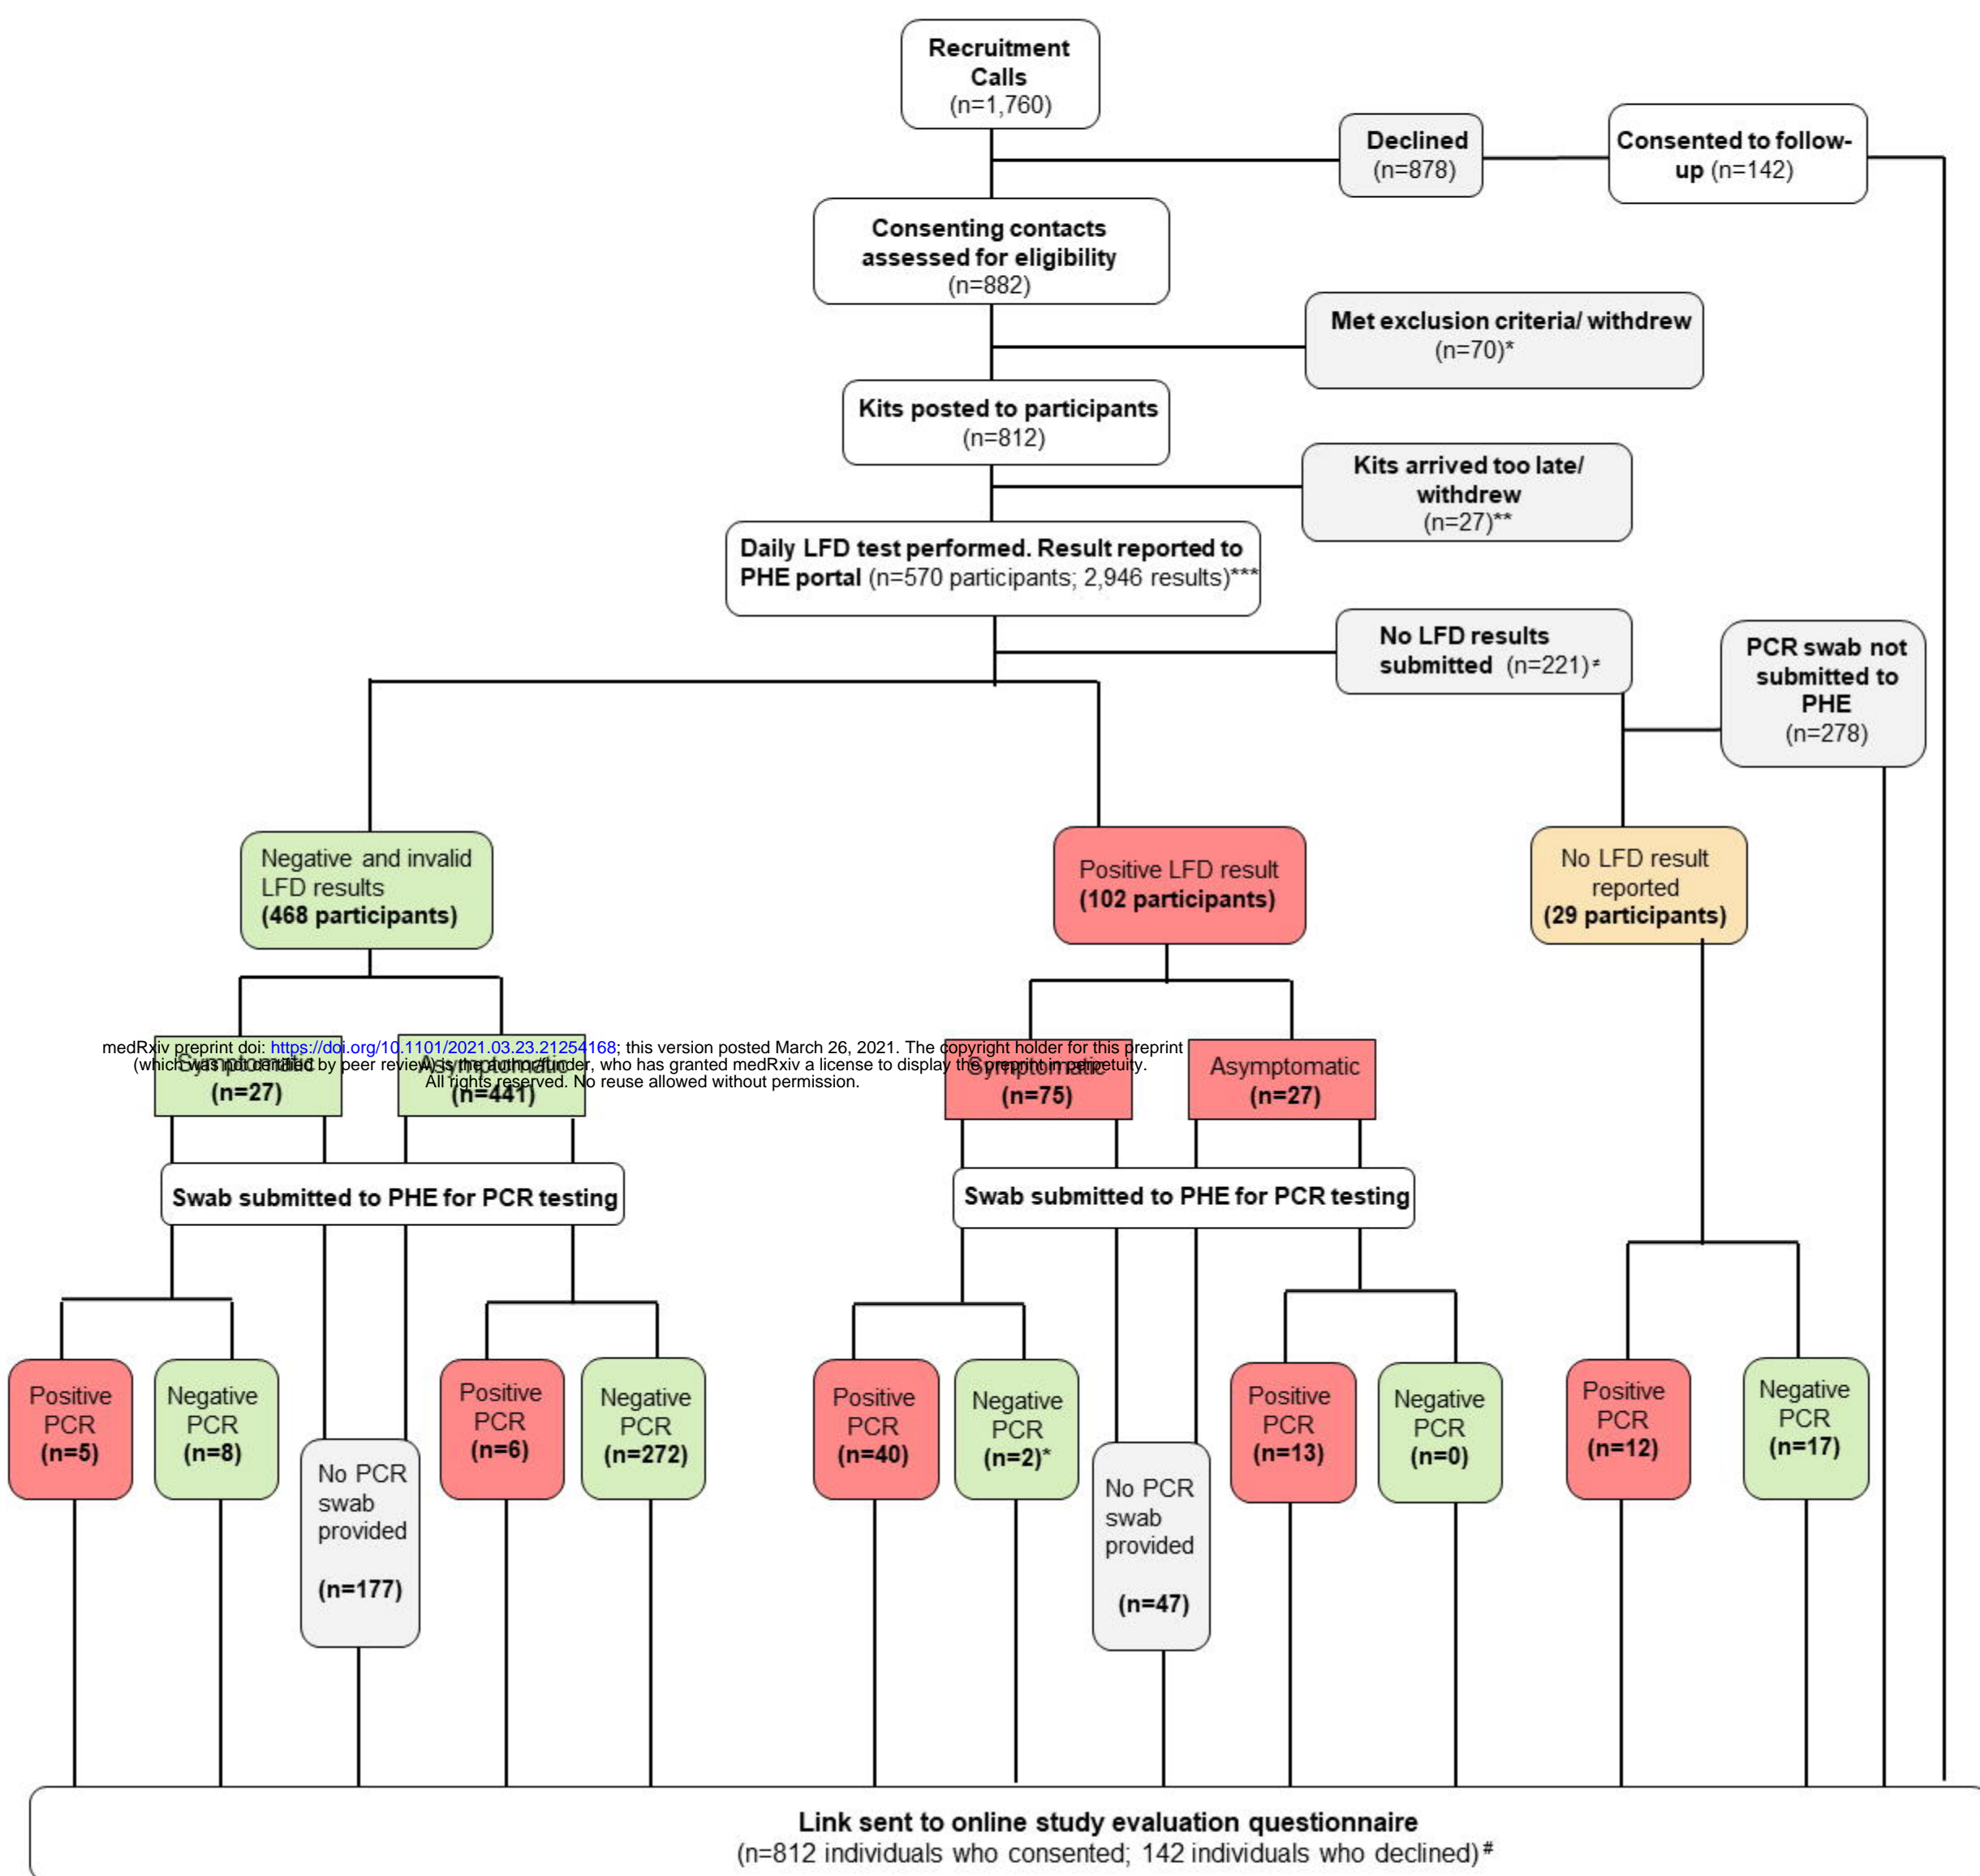 Recruitment
Calls
(n=1,760)
Declined
(n=878)
Consented to follow-
up (n=142)
Consenting contacts
assessed for eligibility
(n=882)
Met exclusion criteria/ withdrew
(n=70)*
Kits posted to participants
(n=812)
Kits arrived too late/
withdrew
(n=27)**
Daily LFD test performed. Result reported to
PHE portal (n=570 participants; 2,946 results)***
No LFD results
submitted (n=221)≠
PCR swab not
submitted to
PHE
(n=278)
Negative and invalid
LFD results
(468 participants)
Positive LFD result
(102 participants)
No LFD result
reported
(29 participants)
medRxiv preprint doi: https://doi.org/10.1101/2021.03.23.21254168; this version posted March 26, 2021. The copyright holder for this preprint
(which was not certified by peer review) is the author/funder, who has granted medRxiv a license to display the preprint in perpetuity.
All rights reserved. No reuse allowed without permission.
Symptomatic
(n=27)
Asymptomatic
(n=441)
Symptomatic
(n=75)
Asymptomatic
(n=27)
Swab submitted to PHE for PCR testing
Swab submitted to PHE for PCR testing
Positive
PCR
(n=5)
Negative
PCR
(n=8)
No PCR
swab
provided
(n=177)
Positive
PCR
(n=6)
Negative
PCR
(n=272)
Positive
PCR
(n=40)
Negative
PCR
(n=2)*
No PCR
swab
provided
(n=47)
Positive
PCR
(n=13)
Negative
PCR
(n=0)
Positive
PCR
(n=12)
Negative
PCR
(n=17)
Link sent to online study evaluation questionnaire
(n=812 individuals who consented; 142 individuals who declined)#